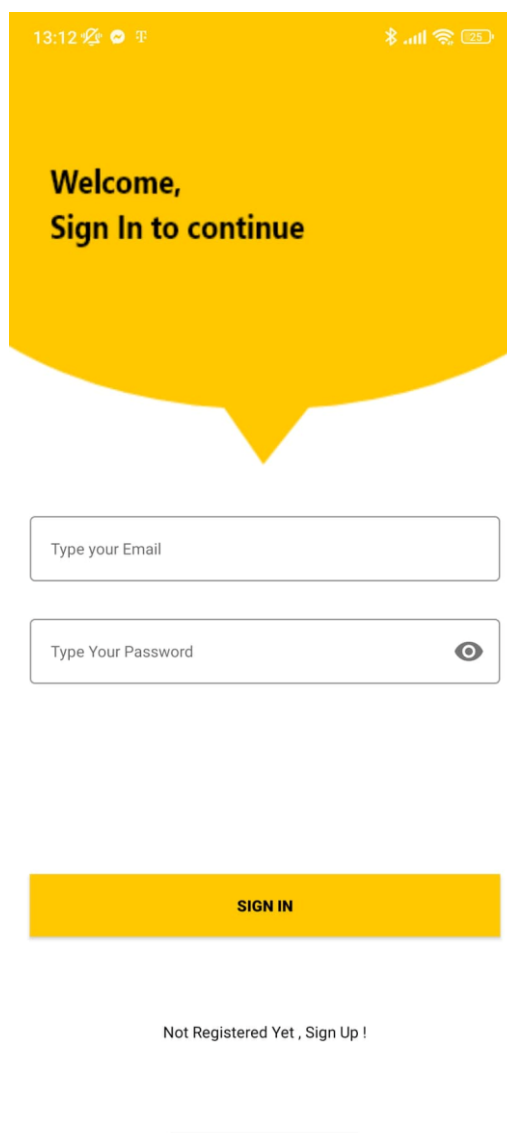 13:12
25
Welcome,
Sign In to continue
Type your Email
Type Your Password
SIGN IN
Not Registered Yet , Sign Up !